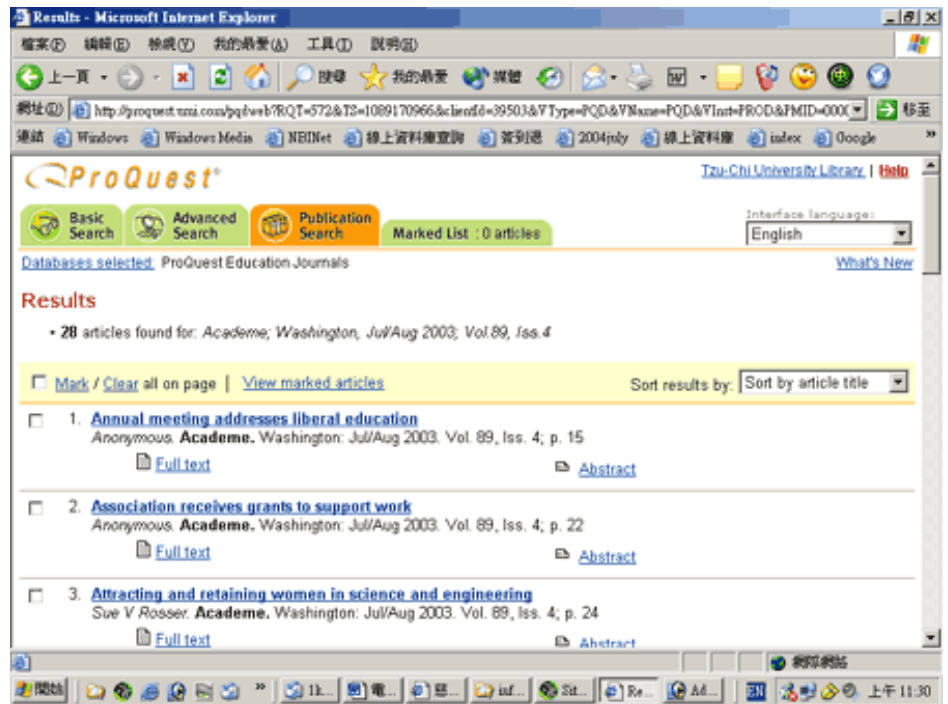 Results - Microsoft Internet Explorer
檔案(F) 編輯(E) 檢視(V) 我的最愛(A) 工具(T) 說明(H)
上一頁 搜尋 我的最愛 媒體
網址(D) http://proquest.umi.com/pqdweb?RQT=572&TS=1089170966&clientId=39503&VType=PQD&VName=PQD&VInst=PROD&PMID=000( 移至
連結 Windows Windows Media NBINet 線上資料庫查詢 簽到退 2004july 線上資料庫 index Google »
ProQuest® Tzu-Chi University Library | Help
Basic Search Advanced Search Publication Search Marked List : 0 articles
Interface language:
English
Databases selected: ProQuest Education Journals What's New
Results
• 28 articles found for: Academe; Washington, Jul/Aug 2003; Vol.89, Iss.4
Mark / Clear all on page | View marked articles Sort results by: Sort by article title
1. Annual meeting addresses liberal education
Anonymous. Academe. Washington: Jul/Aug 2003. Vol. 89, Iss. 4; p. 15
Full text Abstract
2. Association receives grants to support work
Anonymous. Academe. Washington: Jul/Aug 2003. Vol. 89, Iss. 4; p. 22
Full text Abstract
3. Attracting and retaining women in science and engineering
Sue V Rosser. Academe. Washington: Jul/Aug 2003. Vol. 89, Iss. 4; p. 24
Full text Abstract
網際網路
開始 » 1k... 電... 慈... inf... Sit... Re... Ad... EN 上午 11:30